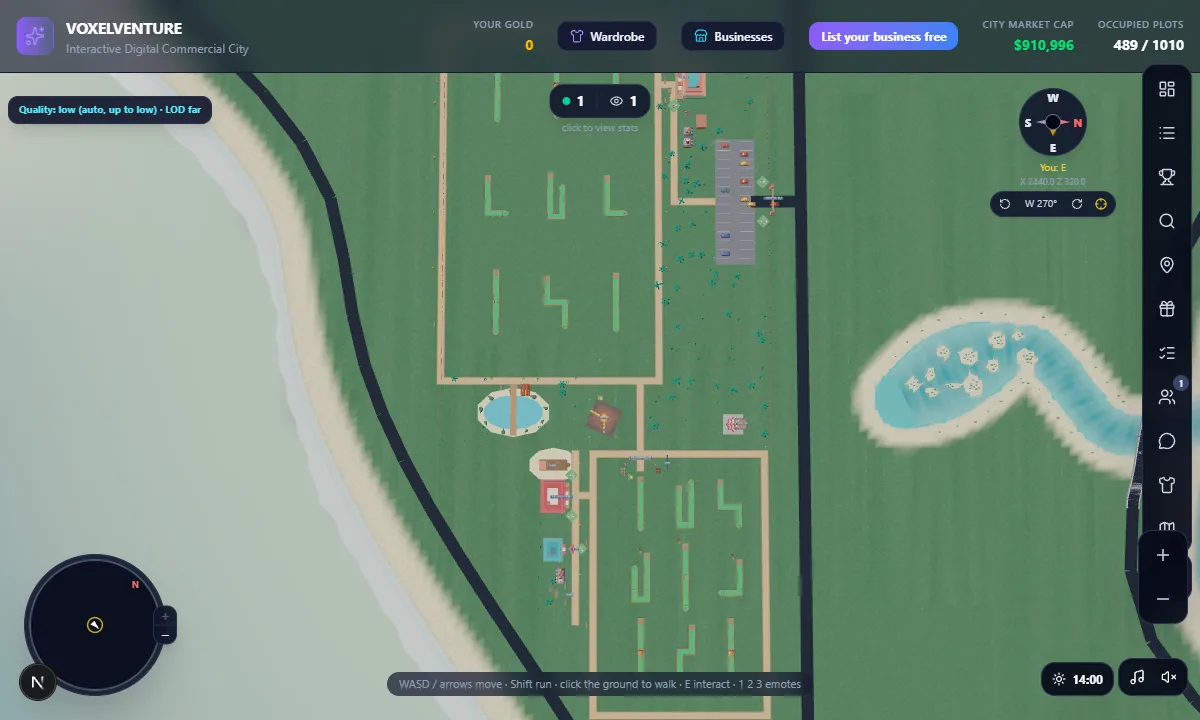 VOXELVENTURE
Interactive Digital Commercial City
YOUR GOLD
0
Wardrobe
Businesses
List your business free
CITY MARKET CAP
$910,996
OCCUPIED PLOTS
489 / 1010
Quality: low (auto, up to low) · LOD far
1
1
click to view stats
W
S
N
E
You: E
X 2440.0 Z 320.0
W 270°
1
N
+
−
N
+
−
WASD / arrows move · Shift run · click the ground to walk · E interact · 1 2 3 emotes
14:00